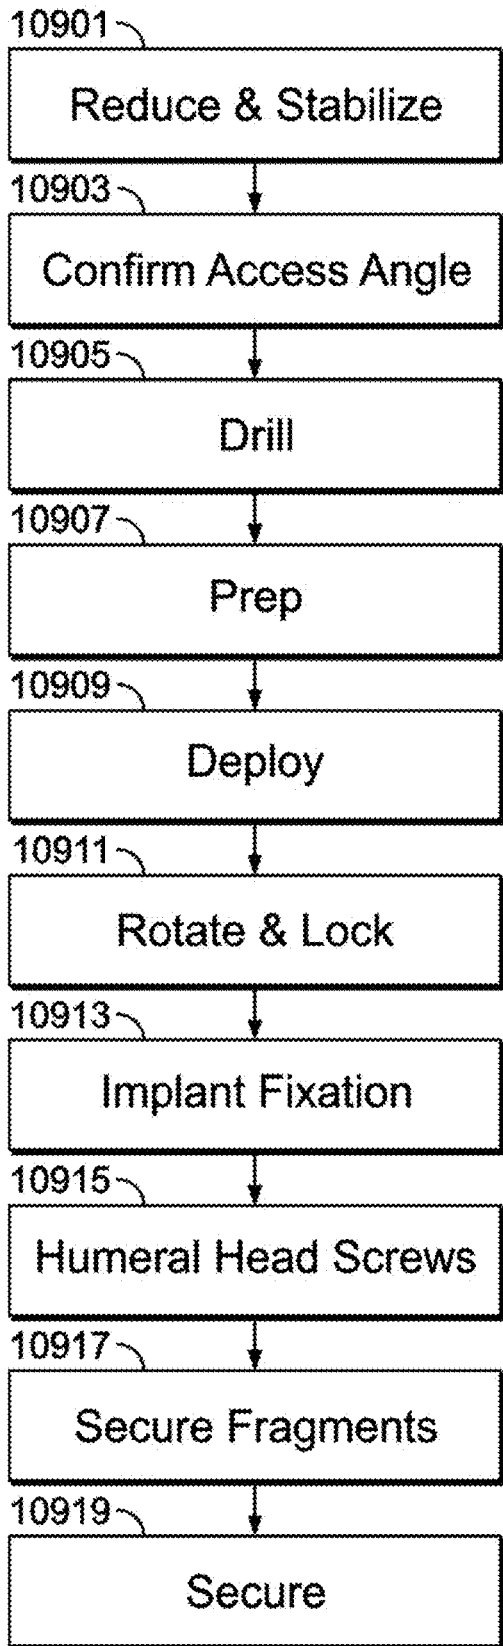 10901
Reduce & Stabilize
10903
Confirm Access Angle
10905
Drill
10907
Prep
10909
Deploy
10911
Rotate & Lock
10913
Implant Fixation
10915
Humeral Head Screws
10917
Secure Fragments
10919
Secure